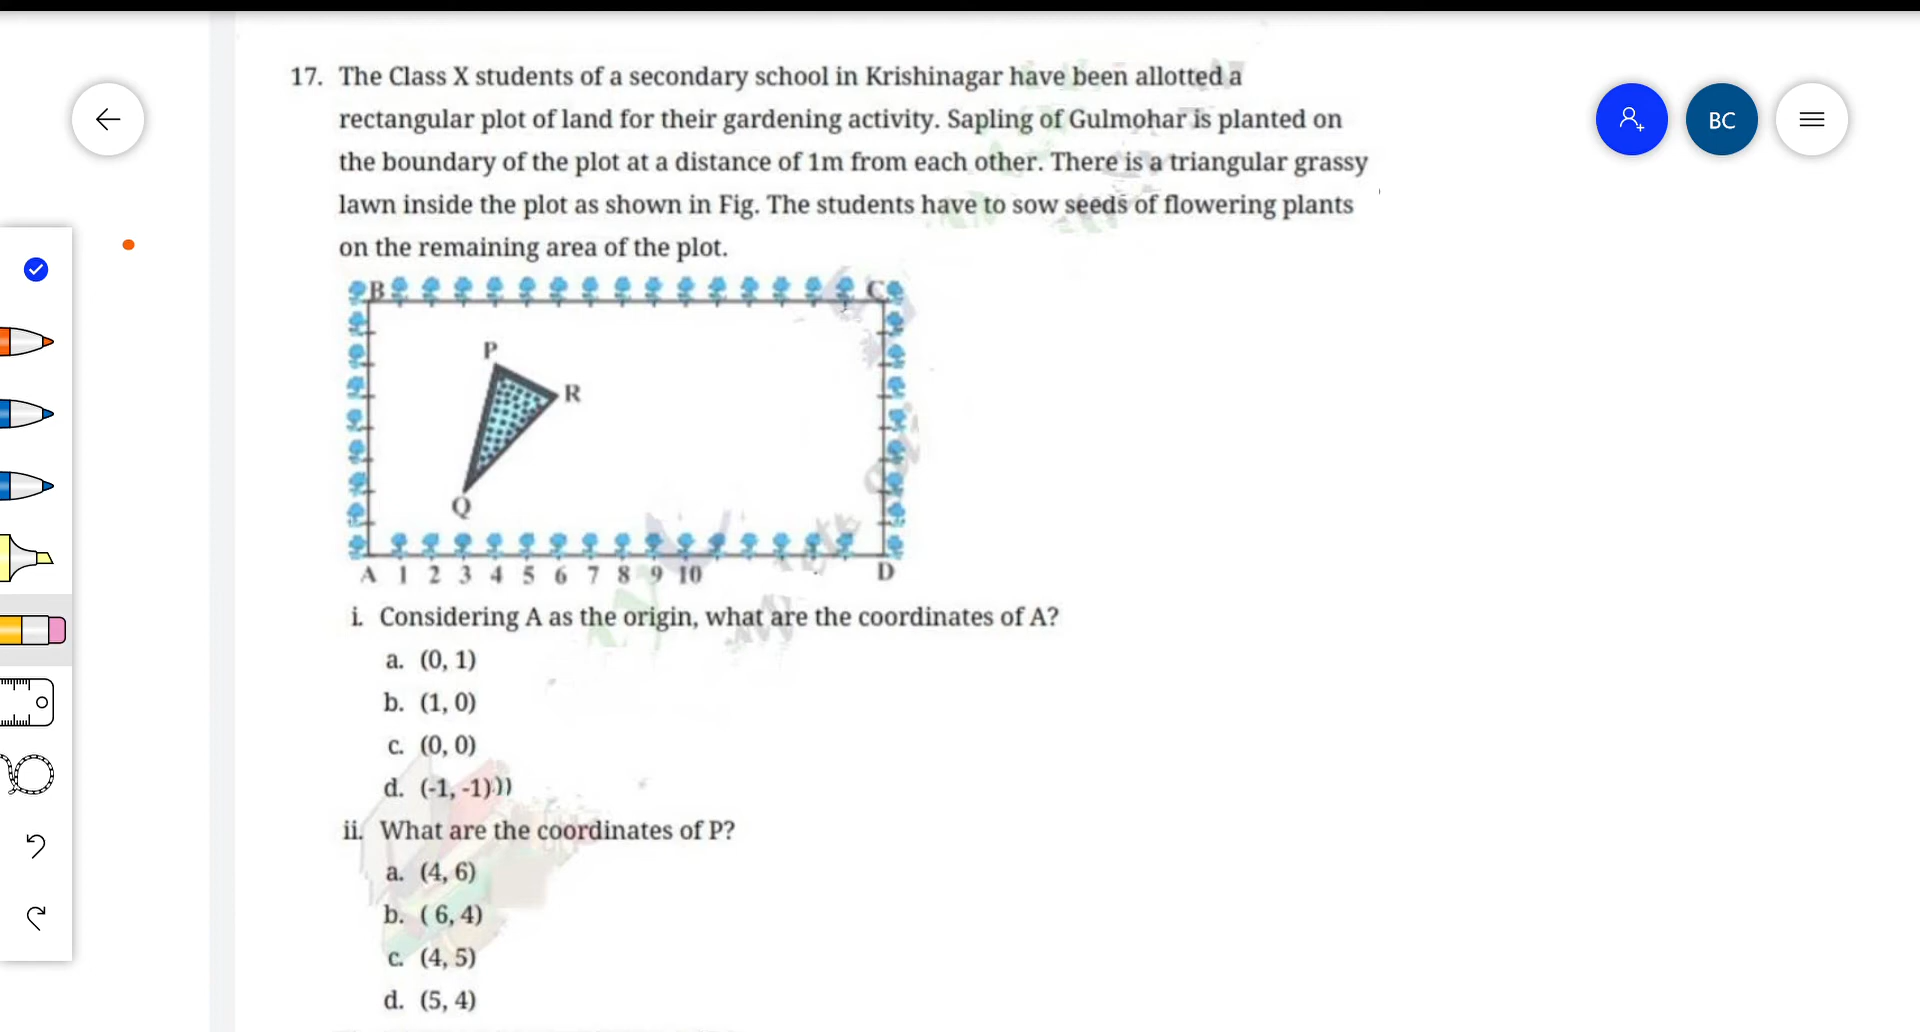 17. The Class X students of a secondary school in Krishinagar have been allotted a
rectangular plot of land for their gardening activity. Sapling of Gulmohar is planted on
the boundary of the plot at a distance of 1m from each other. There is a triangular grassy
lawn inside the plot as shown in Fig. The students have to sow seeds of flowering plants
on the remaining area of the plot.
B C
P
R
Q
A 1 2 3 4 5 6 7 8 9 10 D
i. Considering A as the origin, what are the coordinates of A?
a. (0, 1)
b. (1, 0)
c. (0, 0)
d. (-1, -1)))
ii. What are the coordinates of P?
a. (4, 6)
b. ( 6, 4)
c. (4, 5)
d. (5, 4)
BC